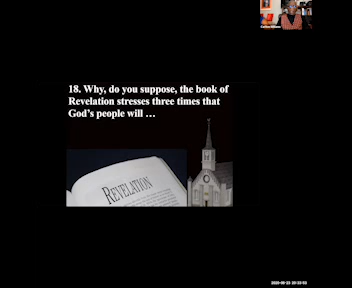 18. Why, do you suppose, the book of
Revelation stresses three times that
God's people will ...
REVELATION